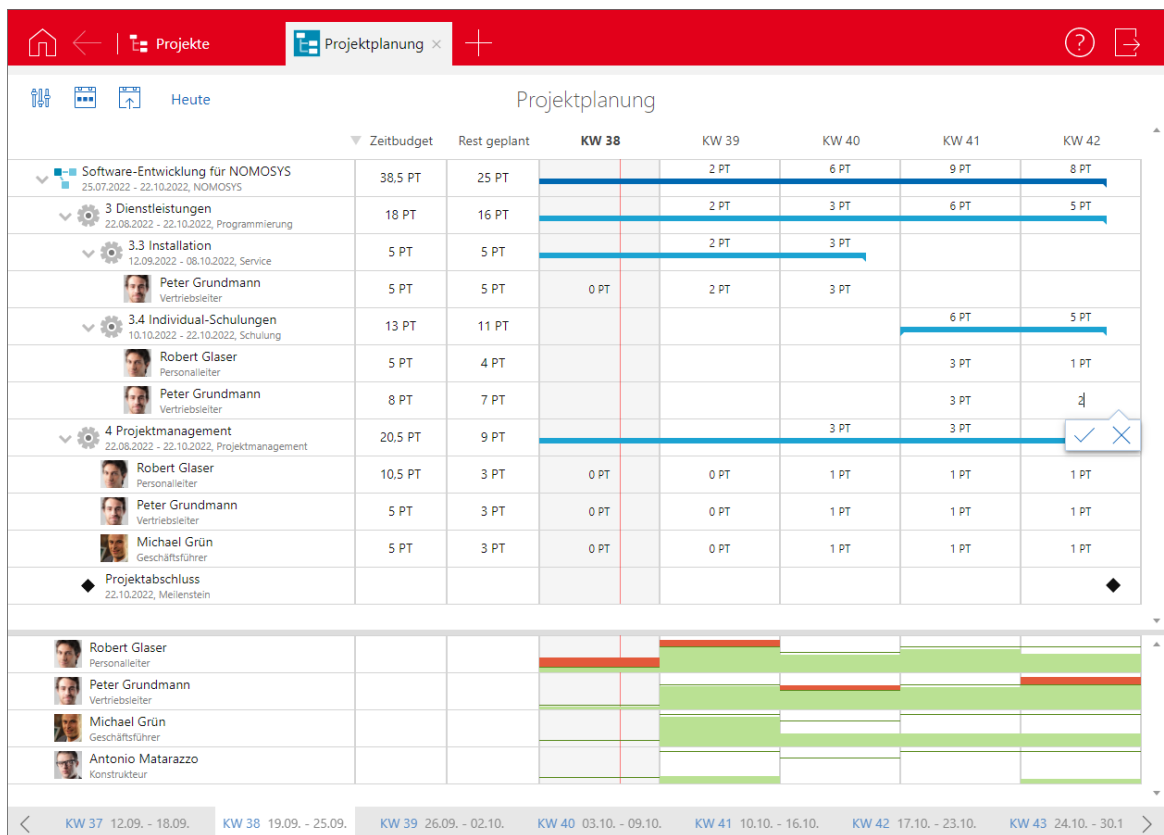 Projekte
Projektplanung ×
?
Heute
Projektplanung
Zeitbudget Rest geplant KW 38 KW 39 KW 40 KW 41 KW 42
Software-Entwicklung für NOMOSYS 38,5 PT 25 PT 2 PT 6 PT 9 PT 8 PT
25.07.2022 - 22.10.2022, NOMOSYS
3 Dienstleistungen 18 PT 16 PT 2 PT 3 PT 6 PT 5 PT
22.08.2022 - 22.10.2022, Programmierung
3.3 Installation 5 PT 5 PT 2 PT 3 PT
12.09.2022 - 08.10.2022, Service
Peter Grundmann 5 PT 5 PT 0 PT 2 PT 3 PT
Vertriebsleiter
3.4 Individual-Schulungen 13 PT 11 PT 6 PT 5 PT
10.10.2022 - 22.10.2022, Schulung
Robert Glaser 5 PT 4 PT 3 PT 1 PT
Personalleiter
Peter Grundmann 8 PT 7 PT 3 PT 2
Vertriebsleiter
4 Projektmanagement 20,5 PT 9 PT 3 PT 3 PT
22.08.2022 - 22.10.2022, Projektmanagement
Robert Glaser 10,5 PT 3 PT 0 PT 0 PT 1 PT 1 PT 1 PT
Personalleiter
Peter Grundmann 5 PT 3 PT 0 PT 0 PT 1 PT 1 PT 1 PT
Vertriebsleiter
Michael Grün 5 PT 3 PT 0 PT 0 PT 1 PT 1 PT 1 PT
Geschäftsführer
Projektabschluss
22.10.2022, Meilenstein
Robert Glaser
Personalleiter
Peter Grundmann
Vertriebsleiter
Michael Grün
Geschäftsführer
Antonio Matarazzo
Konstrukteur
KW 37 12.09. - 18.09. KW 38 19.09. - 25.09. KW 39 26.09. - 02.10. KW 40 03.10. - 09.10. KW 41 10.10. - 16.10. KW 42 17.10. - 23.10. KW 43 24.10. - 30.1